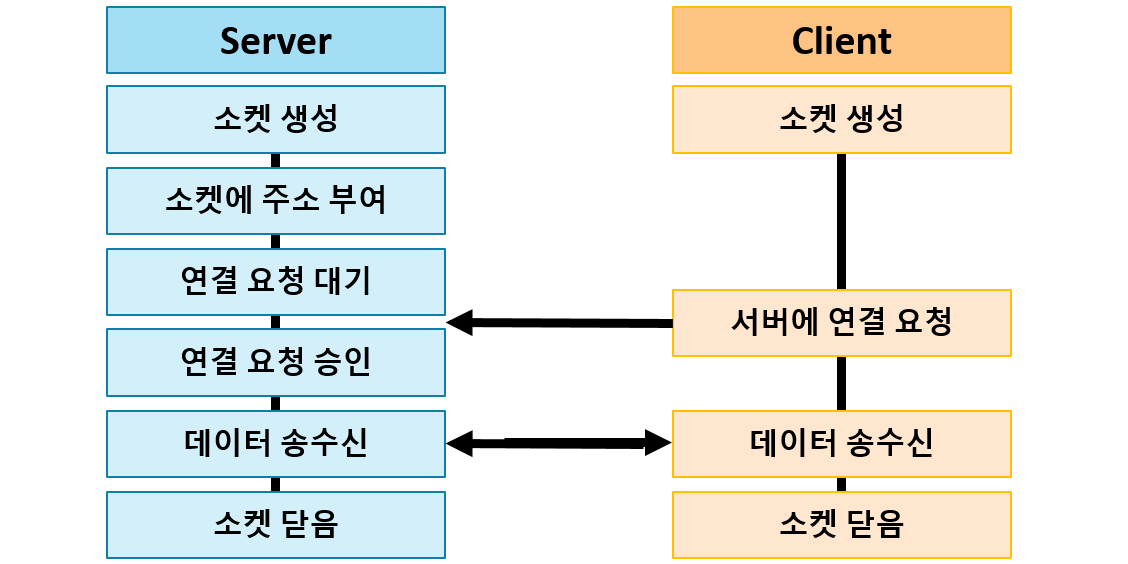 Server
소켓 생성
소켓에 주소 부여
연결 요청 대기
연결 요청 승인
데이터 송수신
소켓 닫음
Client
소켓 생성
서버에 연결 요청
데이터 송수신
소켓 닫음